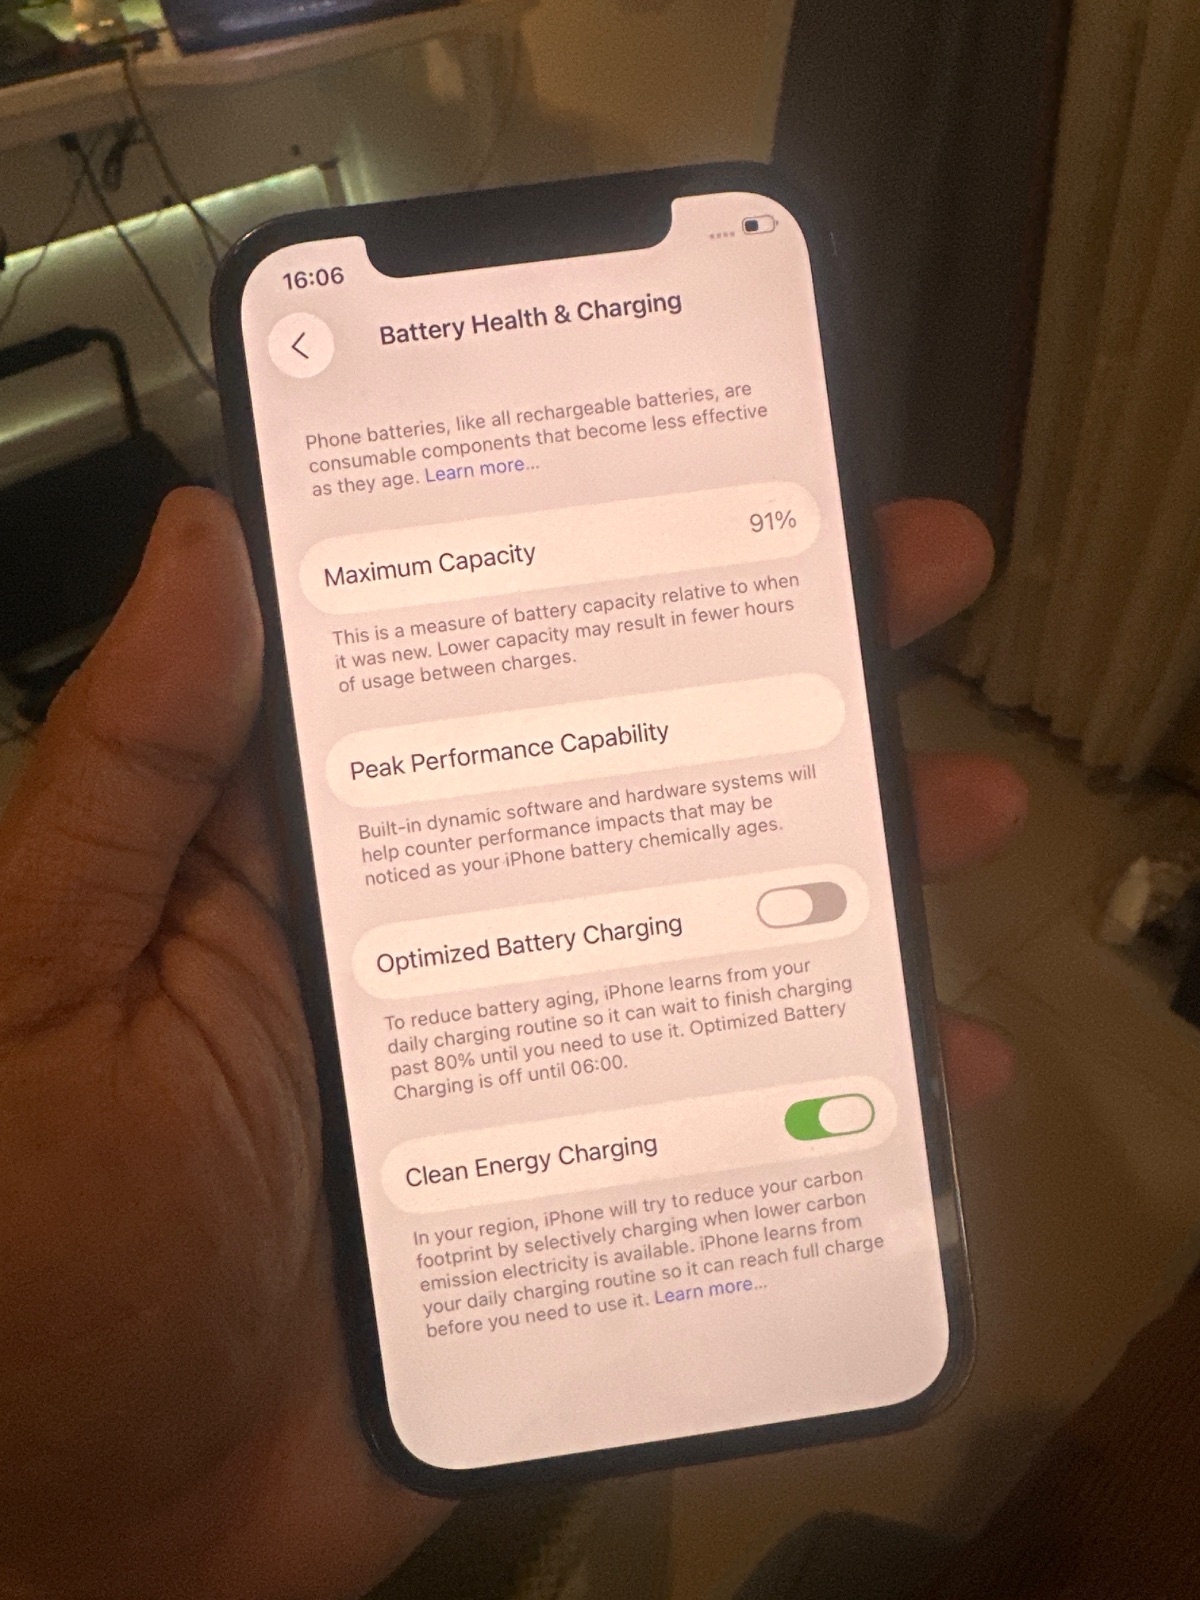 16:06
Battery Health & Charging
Phone batteries, like all rechargeable batteries, are
consumable components that become less effective
as they age. Learn more...
Maximum Capacity 91%
This is a measure of battery capacity relative to when
it was new. Lower capacity may result in fewer hours
of usage between charges.
Peak Performance Capability
Built-in dynamic software and hardware systems will
help counter performance impacts that may be
noticed as your iPhone battery chemically ages.
Optimized Battery Charging
To reduce battery aging, iPhone learns from your
daily charging routine so it can wait to finish charging
past 80% until you need to use it. Optimized Battery
Charging is off until 06:00.
Clean Energy Charging
In your region, iPhone will try to reduce your carbon
footprint by selectively charging when lower carbon
emission electricity is available. iPhone learns from
your daily charging routine so it can reach full charge
before you need to use it. Learn more...